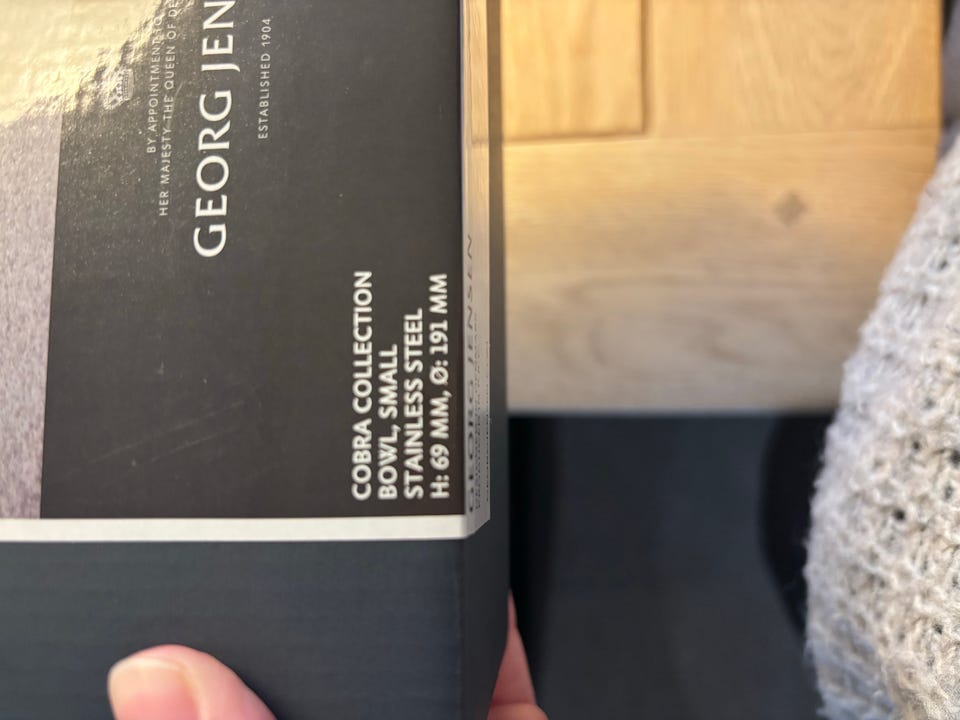 BY APPOINTMENT TO
HER MAJESTY THE QUEEN OF DE
GEORG JEN
ESTABLISHED 1904
COBRA COLLECTION
BOWL, SMALL
STAINLESS STEEL
H: 69 MM, Ø: 191 MM
GEORG JENSEN